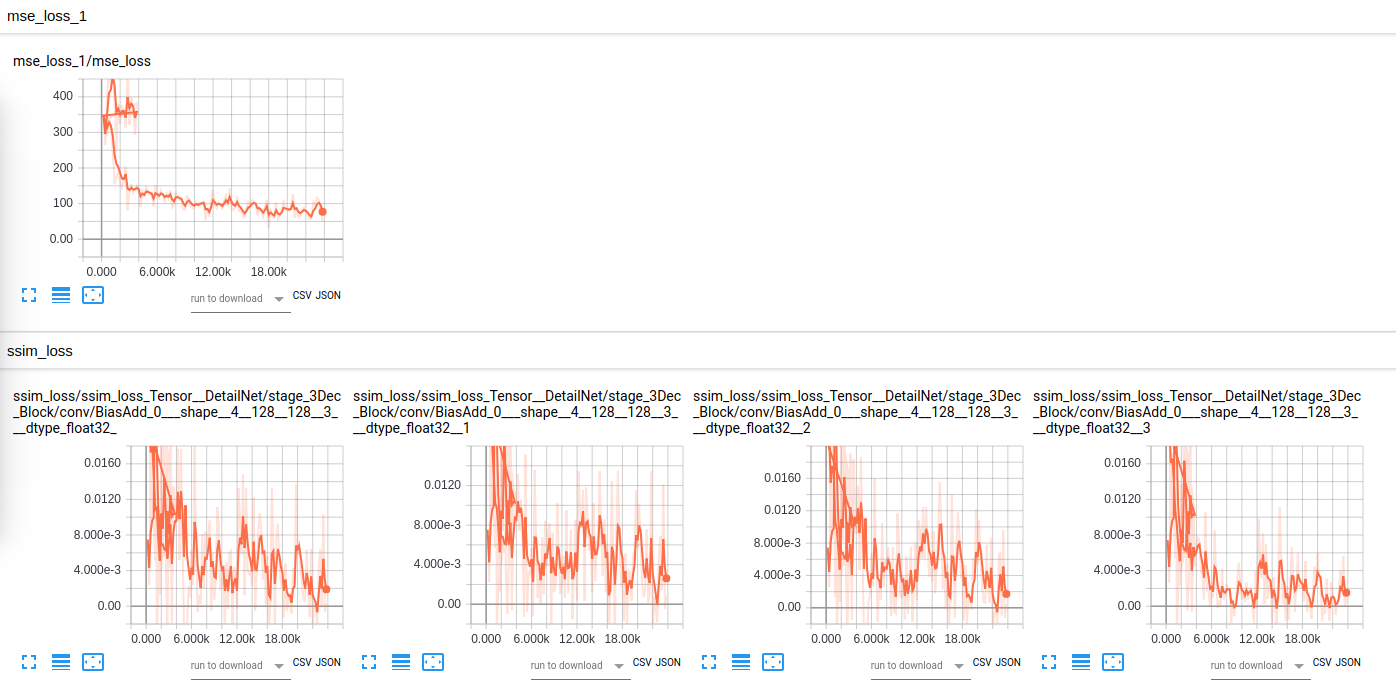 mse_loss_1
mse_loss_1/mse_loss
400
300
200
100
0.00
0.000 6.000k 12.00k 18.00k
run to download CSV JSON
ssim_loss
ssim_loss/ssim_loss_Tensor__DetailNet/stage_3Dec
_Block/conv/BiasAdd_0___shape__4__128__128__3_
__dtype_float32_
0.0160
0.0120
8.000e-3
4.000e-3
0.00
0.000 6.000k 12.00k 18.00k
run to download CSV JSON
ssim_loss/ssim_loss_Tensor__DetailNet/stage_3Dec
_Block/conv/BiasAdd_0___shape__4__128__128__3_
__dtype_float32__1
0.0120
8.000e-3
4.000e-3
0.00
0.000 6.000k 12.00k 18.00k
run to download CSV JSON
ssim_loss/ssim_loss_Tensor__DetailNet/stage_3Dec
_Block/conv/BiasAdd_0___shape__4__128__128__3_
__dtype_float32__2
0.0160
0.0120
8.000e-3
4.000e-3
0.00
0.000 6.000k 12.00k 18.00k
run to download CSV JSON
ssim_loss/ssim_loss_Tensor__DetailNet/stage_3Dec
_Block/conv/BiasAdd_0___shape__4__128__128__3_
__dtype_float32__3
0.0160
0.0120
8.000e-3
4.000e-3
0.00
0.000 6.000k 12.00k 18.00k
run to download CSV JSON